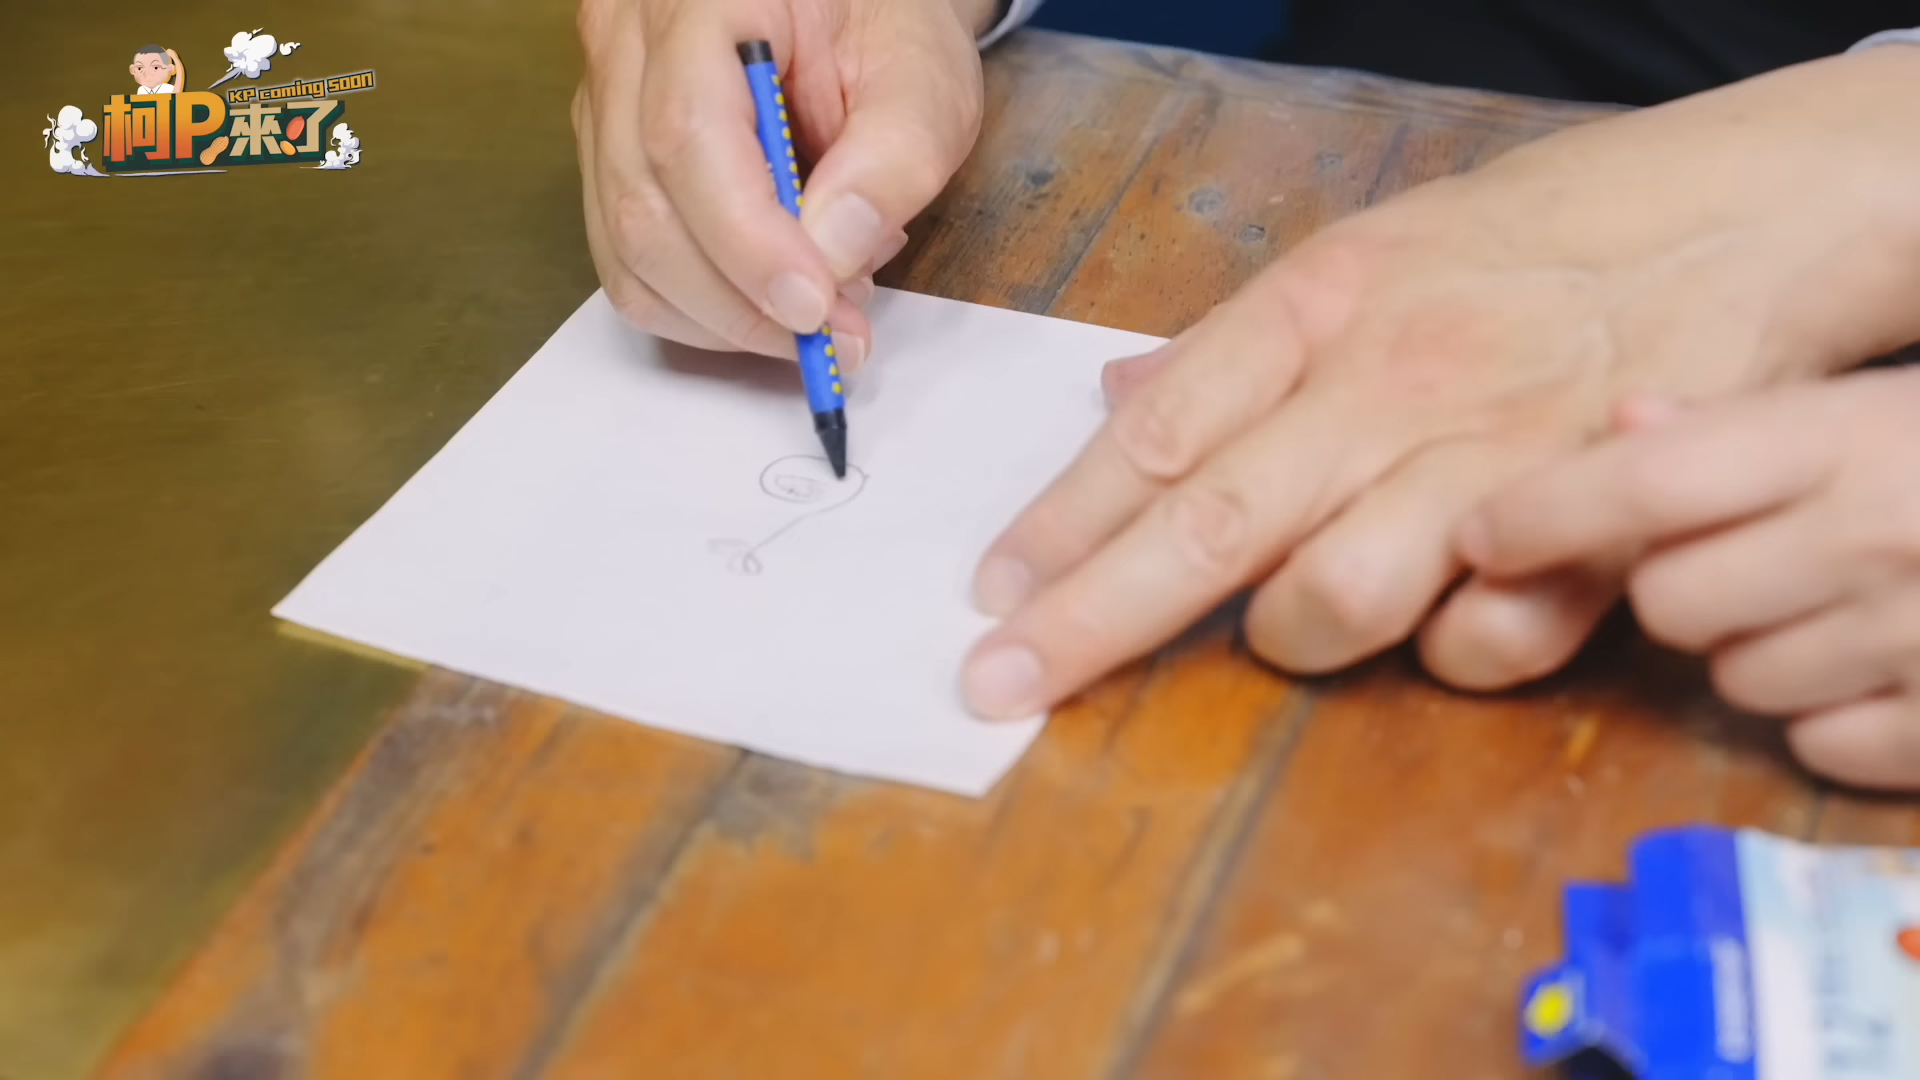 KP coming soon
柯P來了